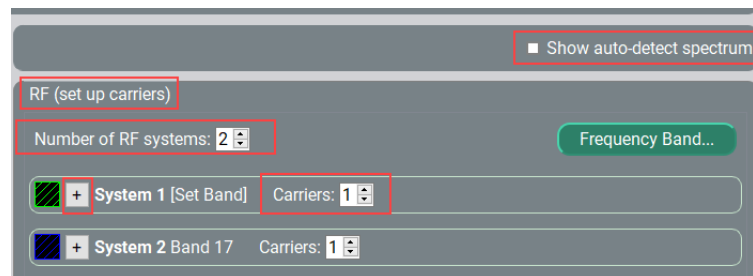 Show auto-detect spectrum
RF (set up carriers)
Number of RF systems: 2 Frequency Band...
+ System 1 [Set Band] Carriers: 1
+ System 2 Band 17 Carriers: 1